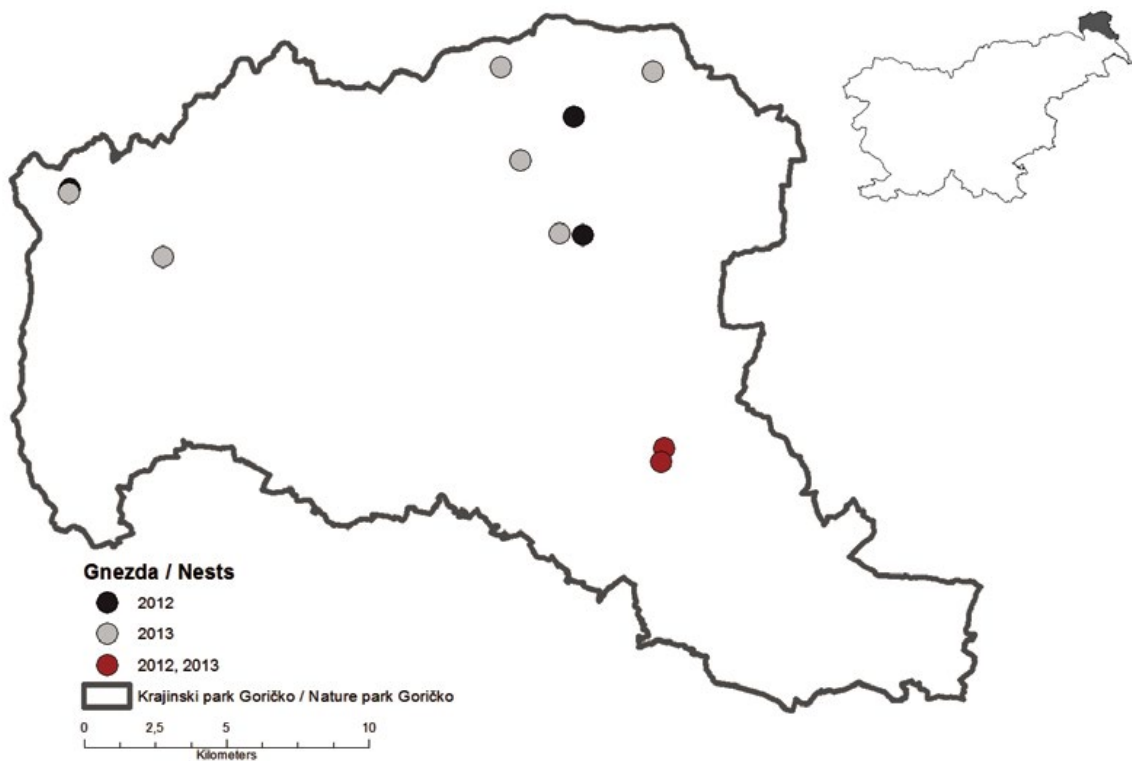 Gnezda / Nests
2012
2013
2012, 2013
Krajinski park Goričko / Nature park Goričko
0 2,5 5 10
Kilometers